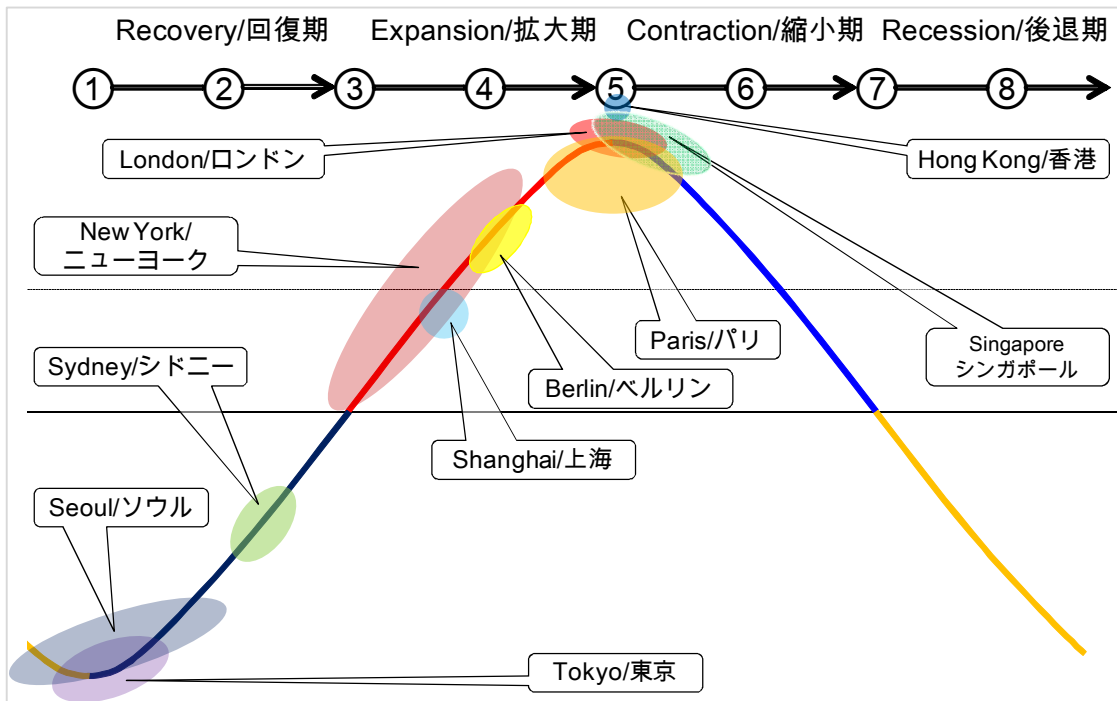 Recovery/回復期 Expansion/拡大期 Contraction/縮小期 Recession/後退期
① ② ③ ④ ⑤ ⑥ ⑦ ⑧
London/ロンドン
Hong Kong/香港
New York/
ニューヨーク
Paris/パリ
Singapore
シンガポール
Sydney/シドニー
Berlin/ベルリン
Shanghai/上海
Seoul/ソウル
Tokyo/東京